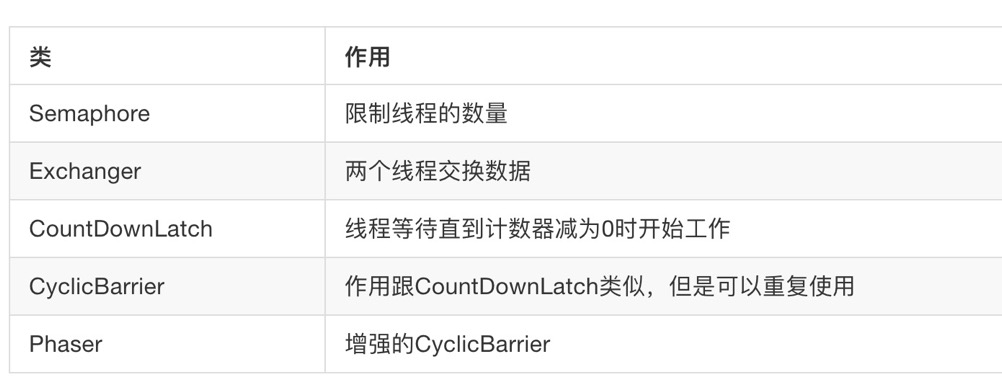 类 作用
Semaphore 限制线程的数量
Exchanger 两个线程交换数据
CountDownLatch 线程等待直到计数器减为0时开始工作
CyclicBarrier 作用跟CountDownLatch类似，但是可以重复使用
Phaser 增强的CyclicBarrier